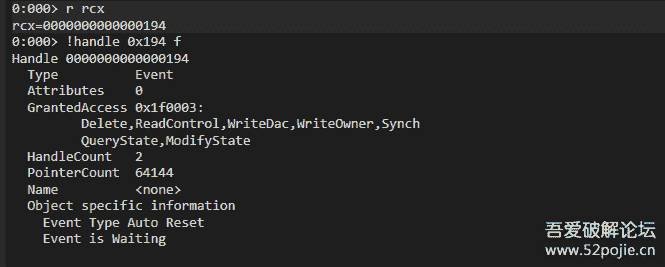 0:000> r rcx
rcx=0000000000000194
0:000> !handle 0x194 f
Handle 0000000000000194
  Type          Event
  Attributes    0
  GrantedAccess 0x1f0003:
         Delete,ReadControl,WriteDac,WriteOwner,Synch
         QueryState,ModifyState
  HandleCount   2
  PointerCount  64144
  Name          <none>
  Object specific information
    Event Type Auto Reset
    Event is Waiting
吾爱破解论坛
www.52pojie.cn